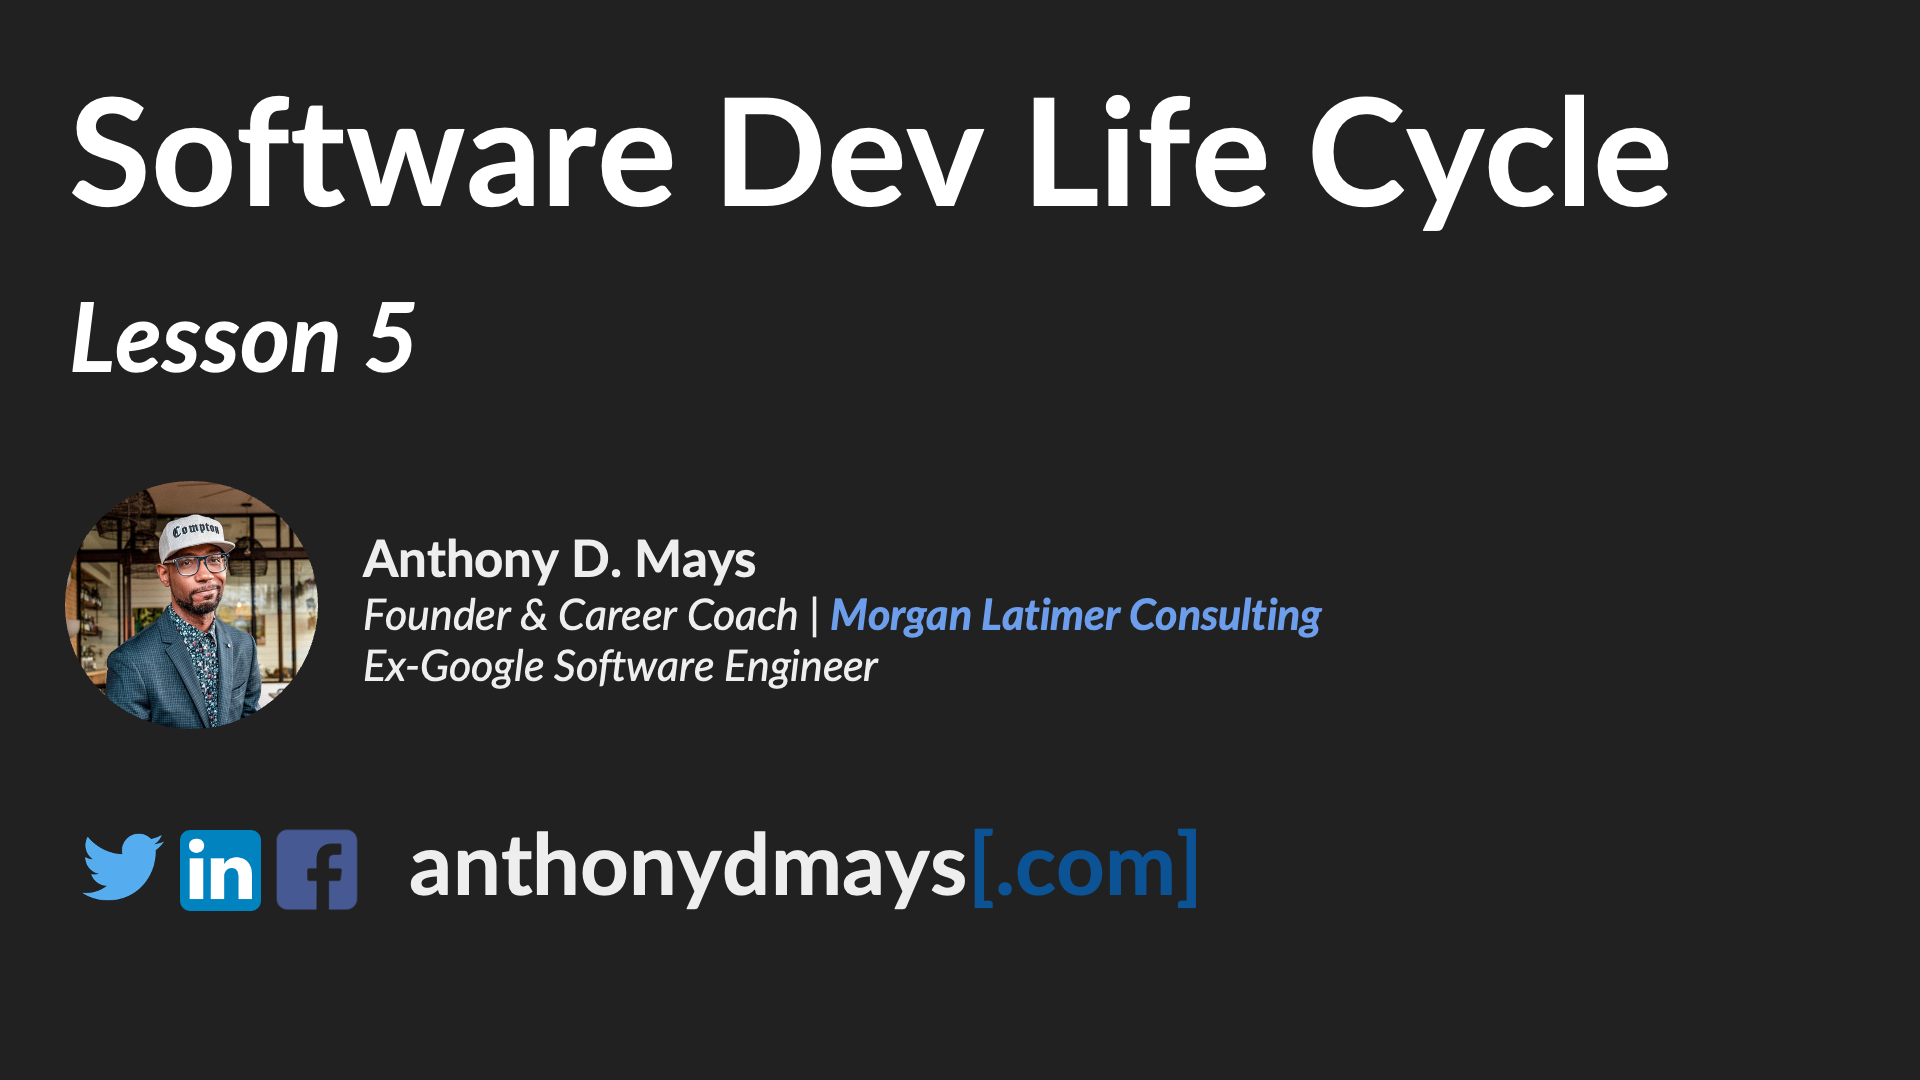 Software Dev Life Cycle
Lesson 5
Compton
Anthony D. Mays
Founder & Career Coach | Morgan Latimer Consulting
Ex-Google Software Engineer
in
f
anthonydmays[.com]